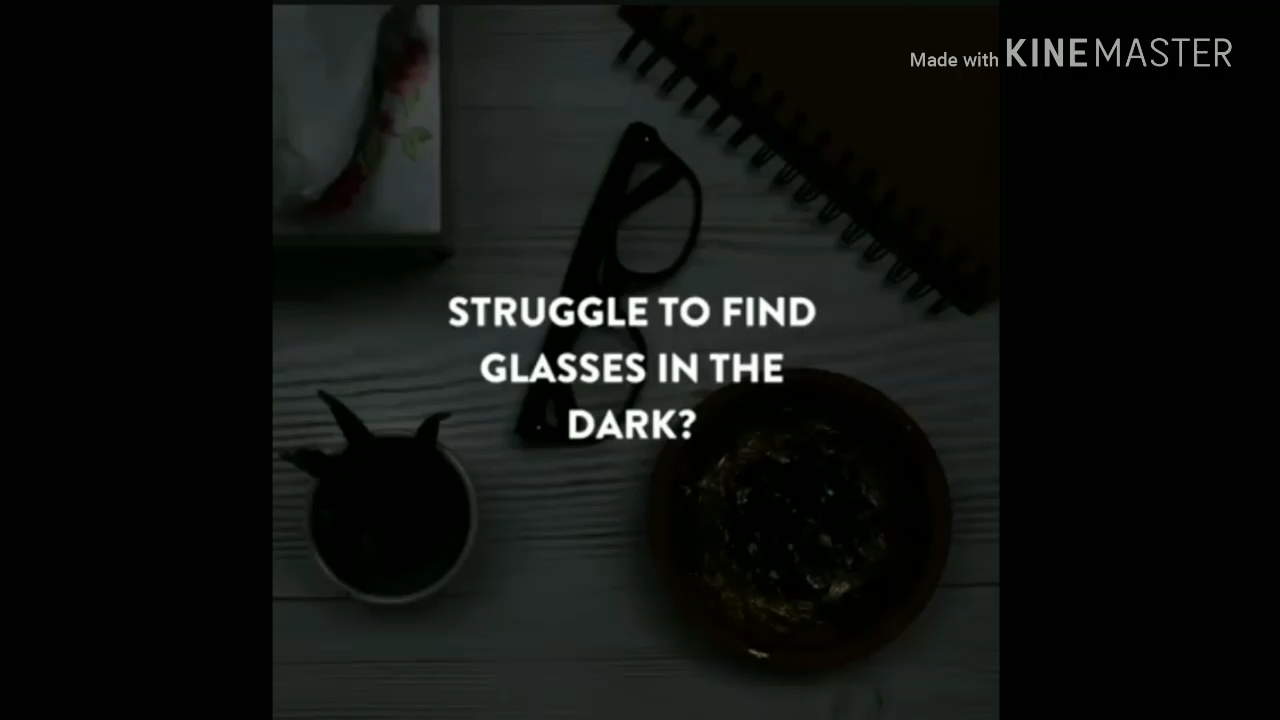 Made with KINEMASTER
STRUGGLE TO FIND
GLASSES IN THE
DARK?